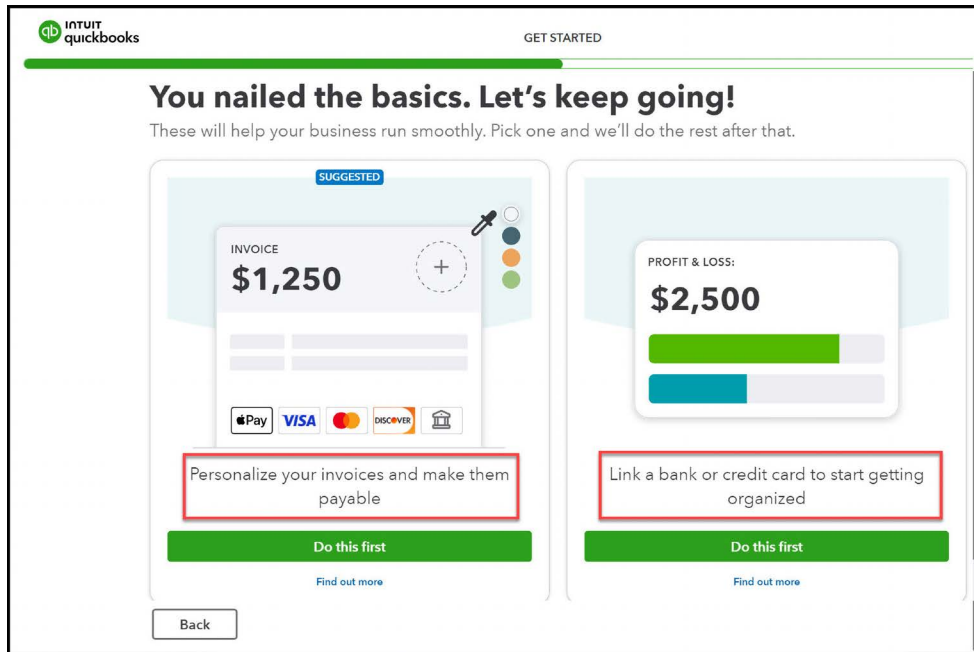 INTUIT
quickbooks
GET STARTED
You nailed the basics. Let's keep going!
These will help your business run smoothly. Pick one and we'll do the rest after that.
SUGGESTED
INVOICE
$1,250
Pay
VISA
DISCOVER
Personalize your invoices and make them
payable
Do this first
Find out more
PROFIT & LOSS:
$2,500
Link a bank or credit card to start getting
organized
Do this first
Find out more
Back